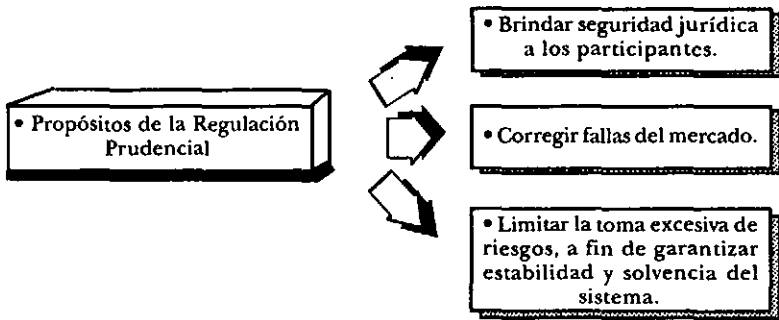 • Propósitos de la Regulación
Prudencial
• Brindar seguridad jurídica
a los participantes.
• Corregir fallas del mercado.
• Limitar la toma excesiva de
riesgos, a fin de garantizar
estabilidad y solvencia del
sistema.